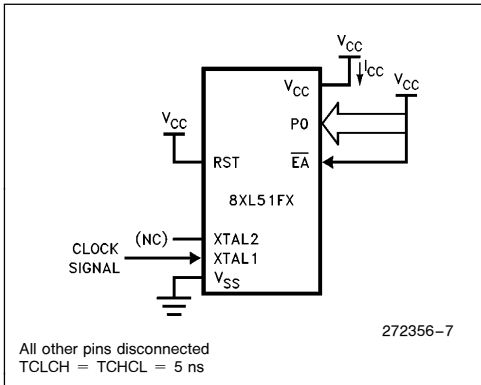 VCC
ICC
VCC
VCC
P0
VCC
RST
EA
8XL51FX
(NC)
XTAL2
CLOCK
SIGNAL
XTAL1
VSS
272356-7
All other pins disconnected
TCLCH = TCHCL = 5 ns